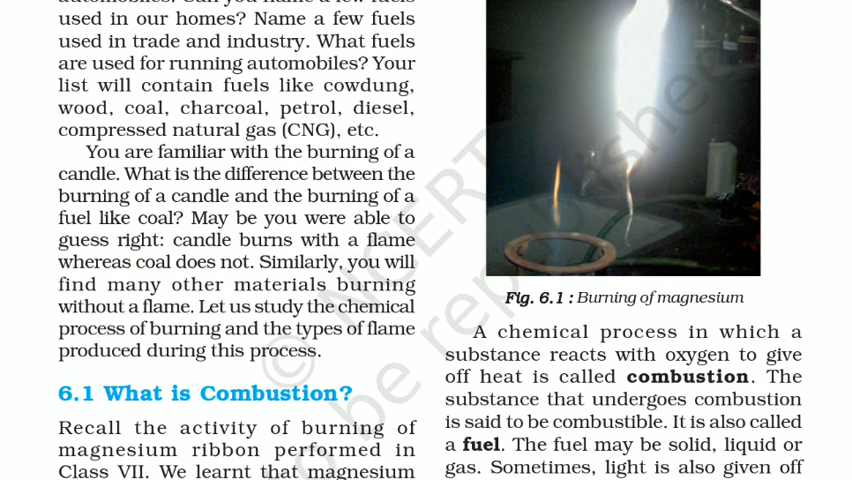 automobiles. Can you name a few fuels
used in our homes? Name a few fuels
used in trade and industry. What fuels
are used for running automobiles? Your
list will contain fuels like cowdung,
wood, coal, charcoal, petrol, diesel,
compressed natural gas (CNG), etc.
You are familiar with the burning of a
candle. What is the difference between the
burning of a candle and the burning of a
fuel like coal? May be you were able to
guess right: candle burns with a flame
whereas coal does not. Similarly, you will
find many other materials burning
without a flame. Let us study the chemical
process of burning and the types of flame
produced during this process.
6.1 What is Combustion?
Recall the activity of burning of
magnesium ribbon performed in
Class VII. We learnt that magnesium
Fig. 6.1 : Burning of magnesium
A chemical process in which a
substance reacts with oxygen to give
off heat is called combustion. The
substance that undergoes combustion
is said to be combustible. It is also called
a fuel. The fuel may be solid, liquid or
gas. Sometimes, light is also given off
© NCERT